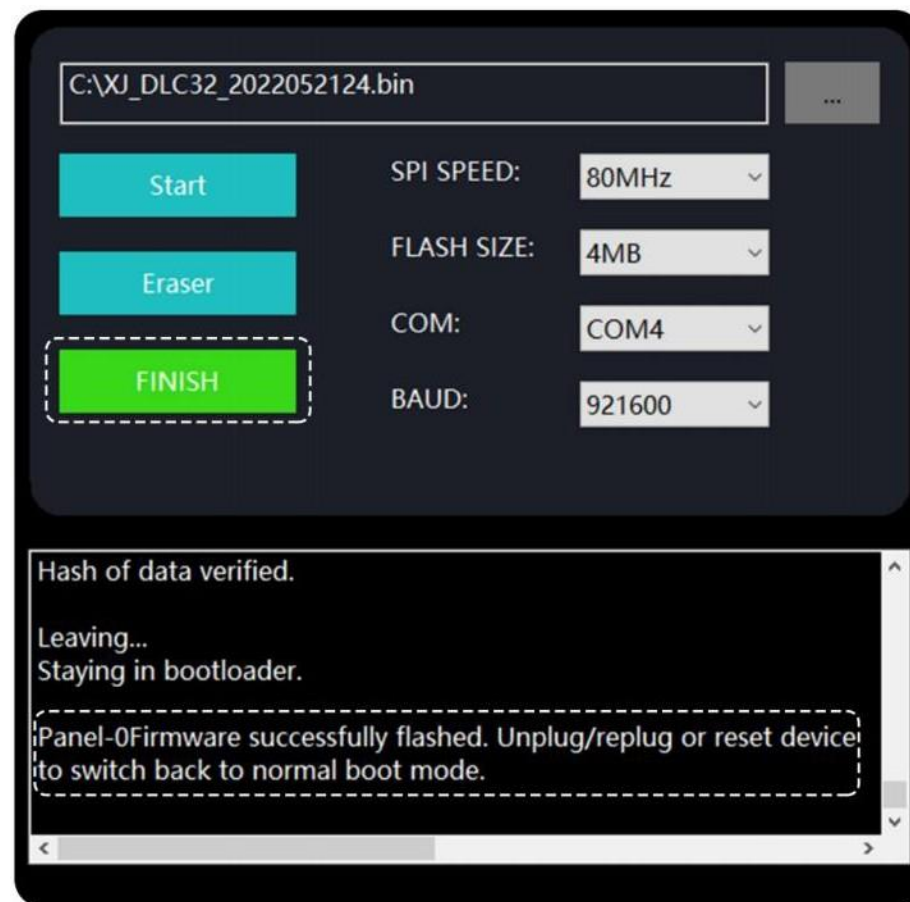 C:\XJ_DLC32_2022052124.bin
...
Start
SPI SPEED:
80MHz
Eraser
FLASH SIZE:
4MB
COM:
COM4
FINISH
BAUD:
921600
Hash of data verified.
Leaving...
Staying in bootloader.
Panel-0Firmware successfully flashed. Unplug/replug or reset device
to switch back to normal boot mode.